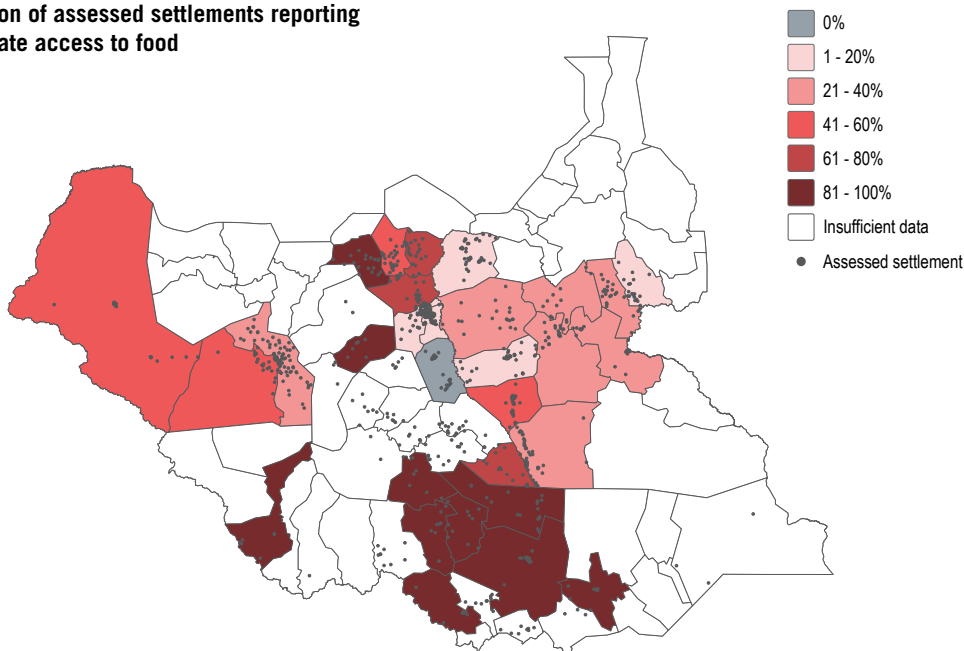 on of assessed settlements reporting
ate access to food
0%
1 - 20%
21 - 40%
41 - 60%
61 - 80%
81 - 100%
Insufficient data
Assessed settlement